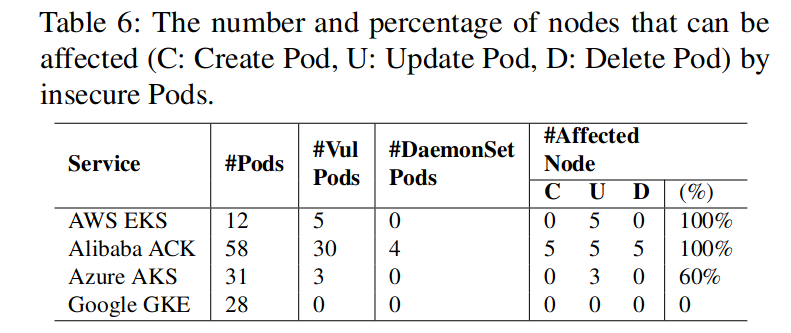 Table 6: The number and percentage of nodes that can be
affected (C: Create Pod, U: Update Pod, D: Delete Pod) by
insecure Pods.
Service #Pods #Vul Pods #DaemonSet Pods #Affected Node
C U D (%)
AWS EKS 12 5 0 0 5 0 100%
Alibaba ACK 58 30 4 5 5 5 100%
Azure AKS 31 3 0 0 3 0 60%
Google GKE 28 0 0 0 0 0 0